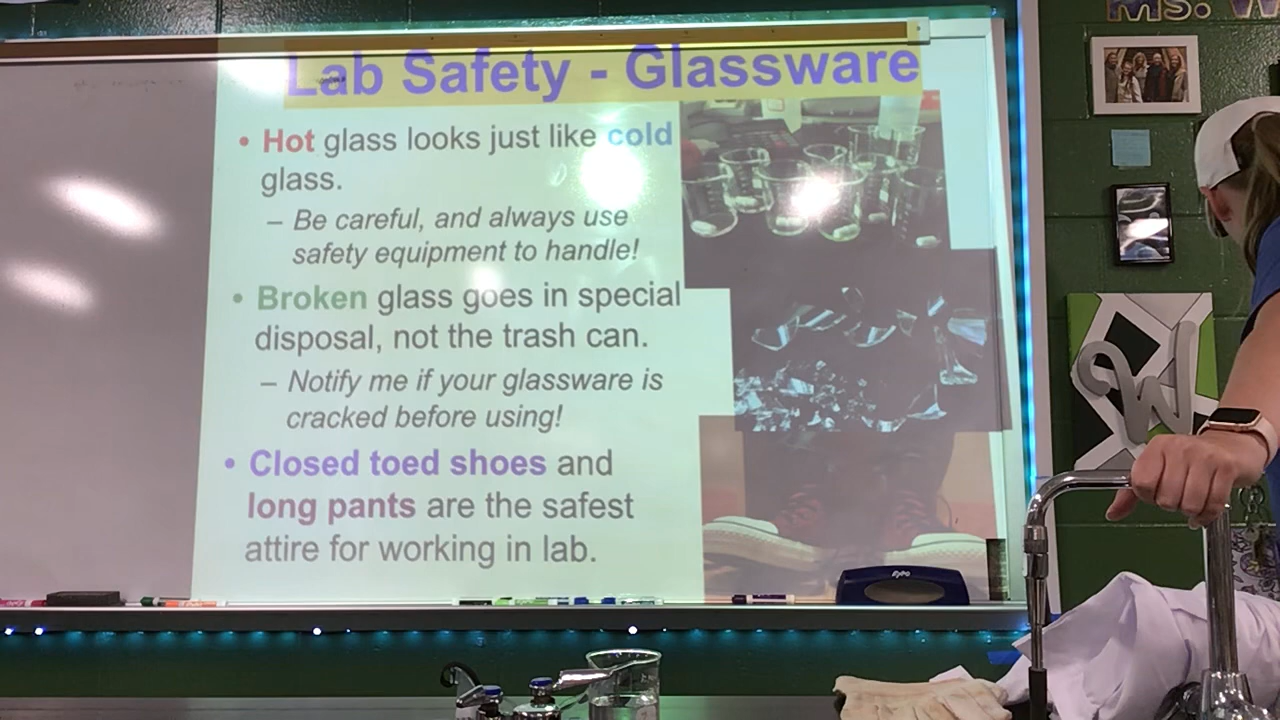 Ms. W
Lab Safety - Glassware
• Hot glass looks just like cold
glass.
– Be careful, and always use
safety equipment to handle!
• Broken glass goes in special
disposal, not the trash can.
– Notify me if your glassware is
cracked before using!
• Closed toed shoes and
long pants are the safest
attire for working in lab.
W
EXPO